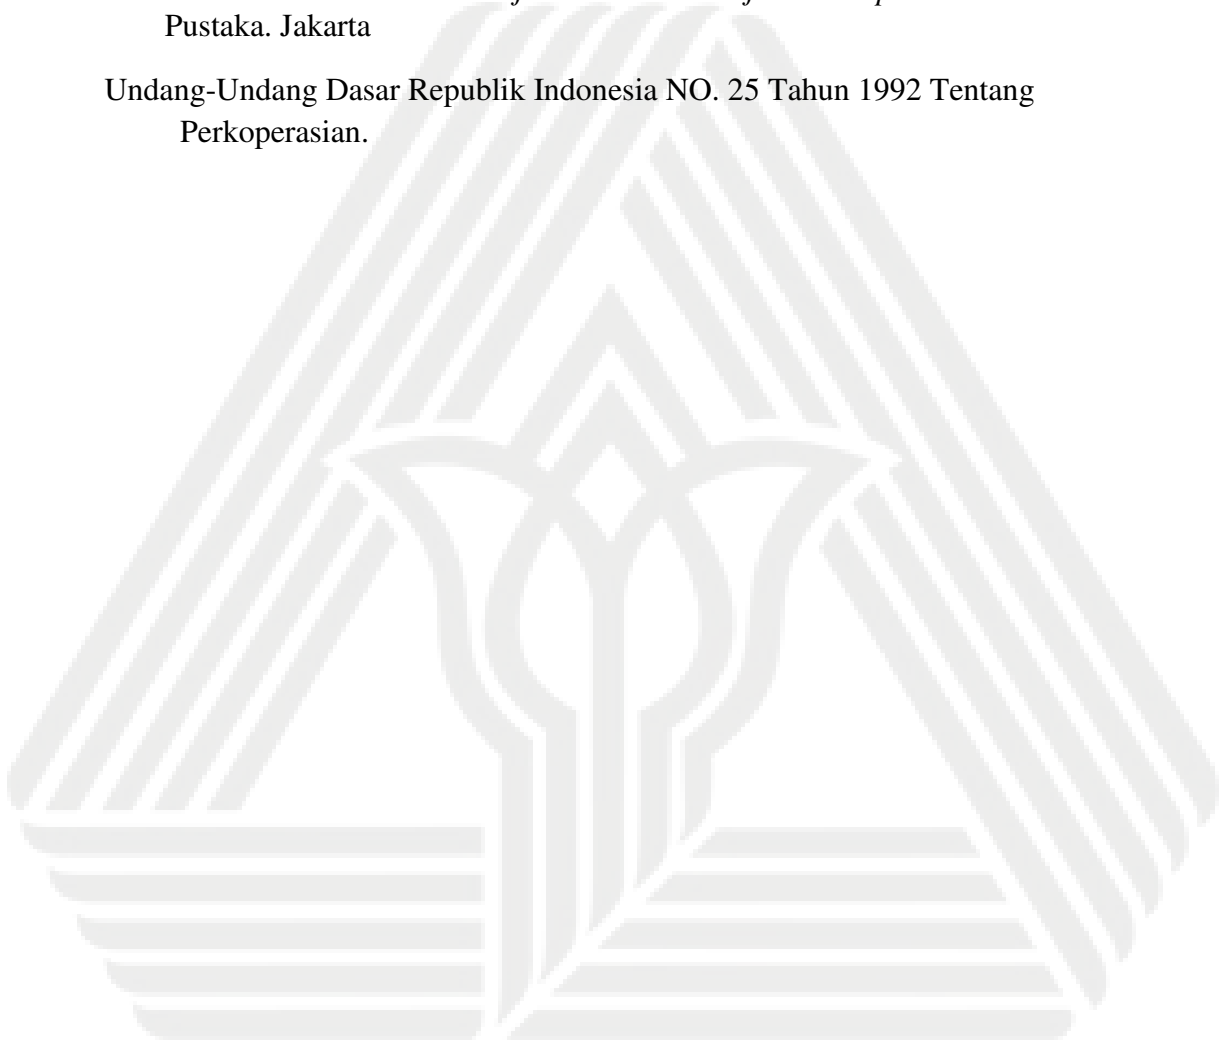 Pustaka. Jakarta
Undang-Undang Dasar Republik Indonesia NO. 25 Tahun 1992 Tentang
Perkoperasian.